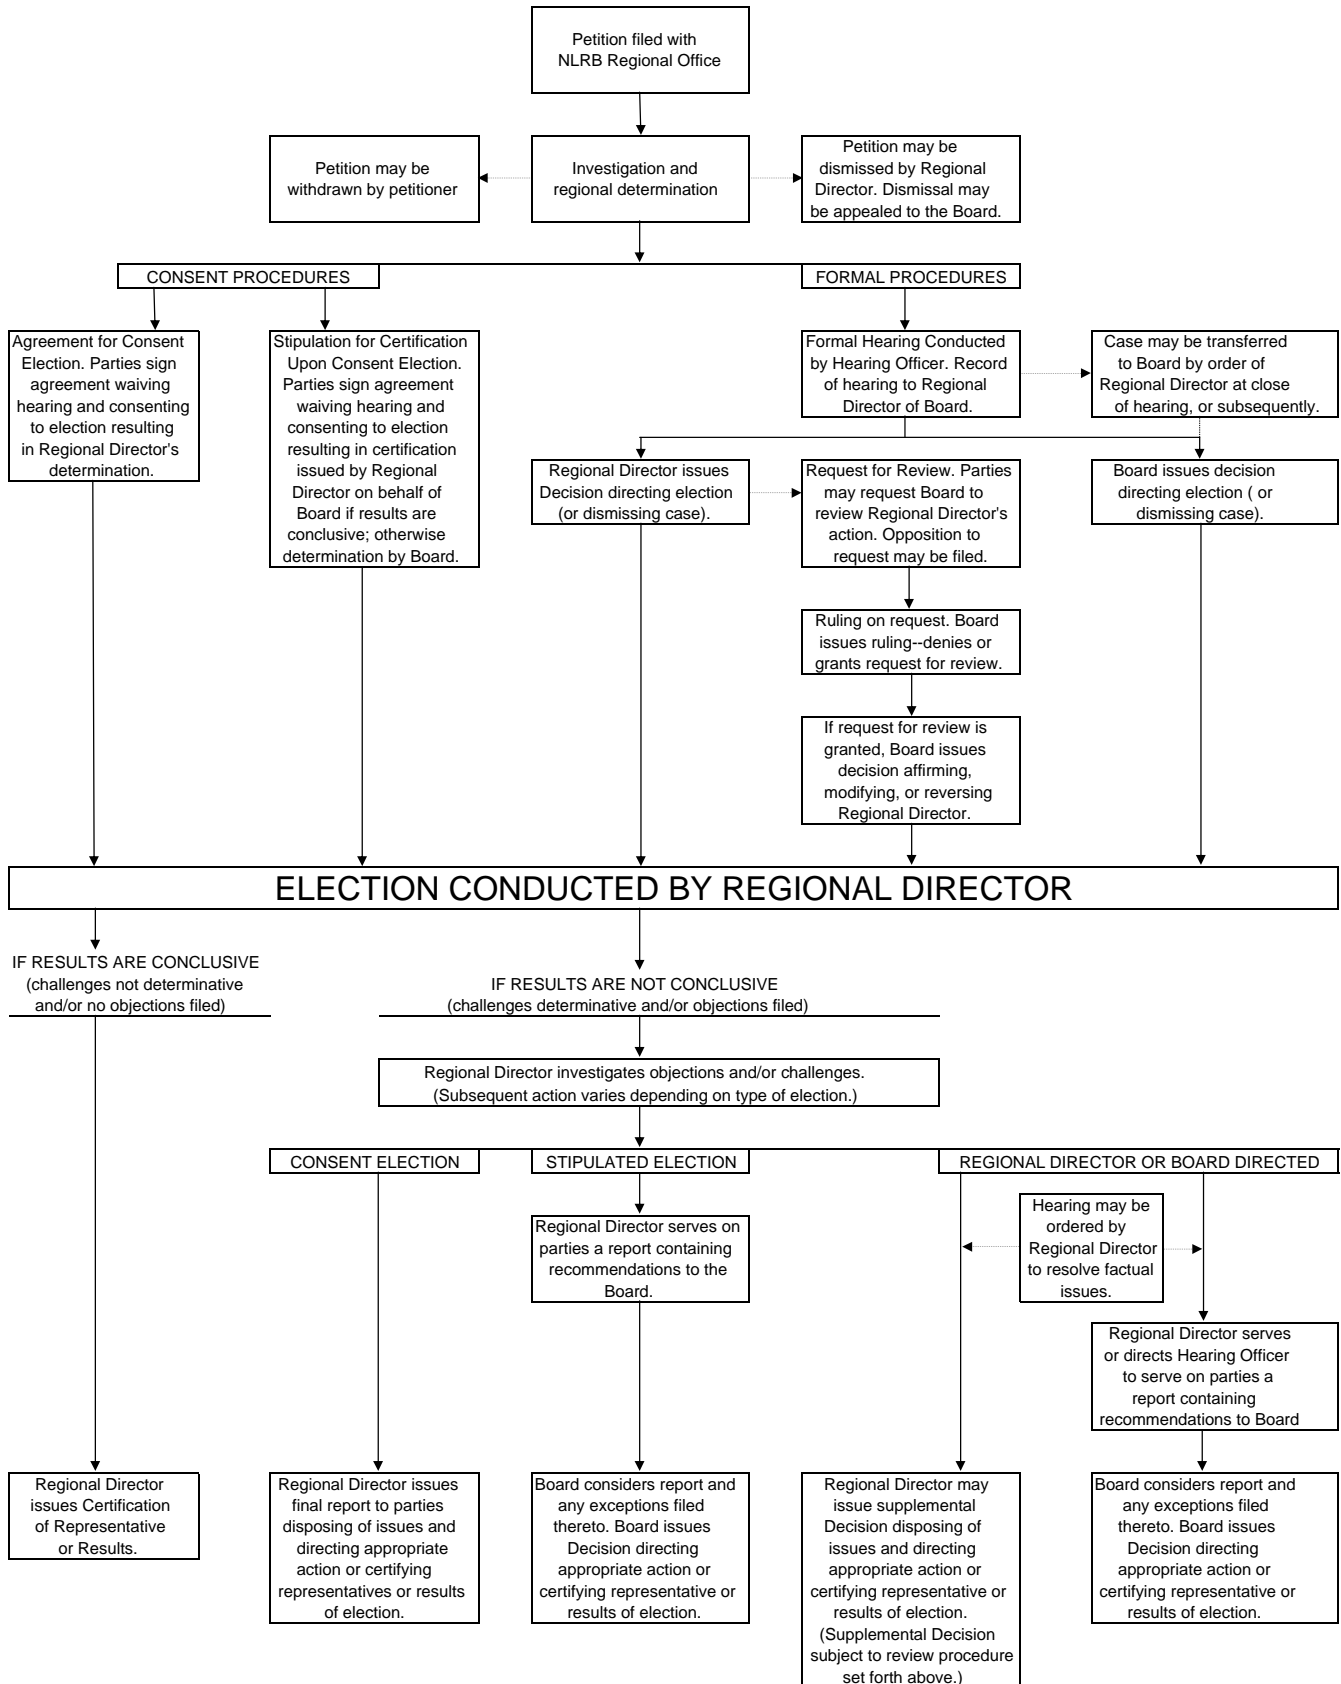 Petition filed with
NLRB Regional Office
Petition may be
withdrawn by petitioner
Investigation and
regional determination
Petition may be
dismissed by Regional
Director. Dismissal may
be appealed to the Board.
CONSENT PROCEDURES
FORMAL PROCEDURES
Agreement for Consent
Election. Parties sign
agreement waiving
hearing and consenting
to election resulting
in Regional Director's
determination.
Stipulation for Certification
Upon Consent Election.
Parties sign agreement
waiving hearing and
consenting to election
resulting in certification
issued by Regional
Director on behalf of
Board if results are
conclusive; otherwise
determination by Board.
Formal Hearing Conducted
by Hearing Officer. Record
of hearing to Regional
Director of Board.
Case may be transferred
to Board by order of
Regional Director at close
of hearing, or subsequently.
Regional Director issues
Decision directing election
(or dismissing case).
Request for Review. Parties
may request Board to
review Regional Director's
action. Opposition to
request may be filed.
Board issues decision
directing election ( or
dismissing case).
Ruling on request. Board
issues ruling--denies or
grants request for review.
If request for review is
granted, Board issues
decision affirming,
modifying, or reversing
Regional Director.
ELECTION CONDUCTED BY REGIONAL DIRECTOR
IF RESULTS ARE CONCLUSIVE
(challenges not determinative
and/or no objections filed)
IF RESULTS ARE NOT CONCLUSIVE
(challenges determinative and/or objections filed)
Regional Director investigates objections and/or challenges.
(Subsequent action varies depending on type of election.)
CONSENT ELECTION
STIPULATED ELECTION
REGIONAL DIRECTOR OR BOARD DIRECTED
Regional Director serves on
parties a report containing
recommendations to the
Board.
Hearing may be
ordered by
Regional Director
to resolve factual
issues.
Regional Director serves
or directs Hearing Officer
to serve on parties a
report containing
recommendations to Board
Regional Director
issues Certification
of Representative
or Results.
Regional Director issues
final report to parties
disposing of issues and
directing appropriate
action or certifying
representatives or results
of election.
Board considers report and
any exceptions filed
thereto. Board issues
Decision directing
appropriate action or
certifying representative or
results of election.
Regional Director may
issue supplemental
Decision disposing of
issues and directing
appropriate action or
certifying representative or
results of election.
(Supplemental Decision
subject to review procedure
set forth above.)
Board considers report and
any exceptions filed
thereto. Board issues
Decision directing
appropriate action or
certifying representative or
results of election.